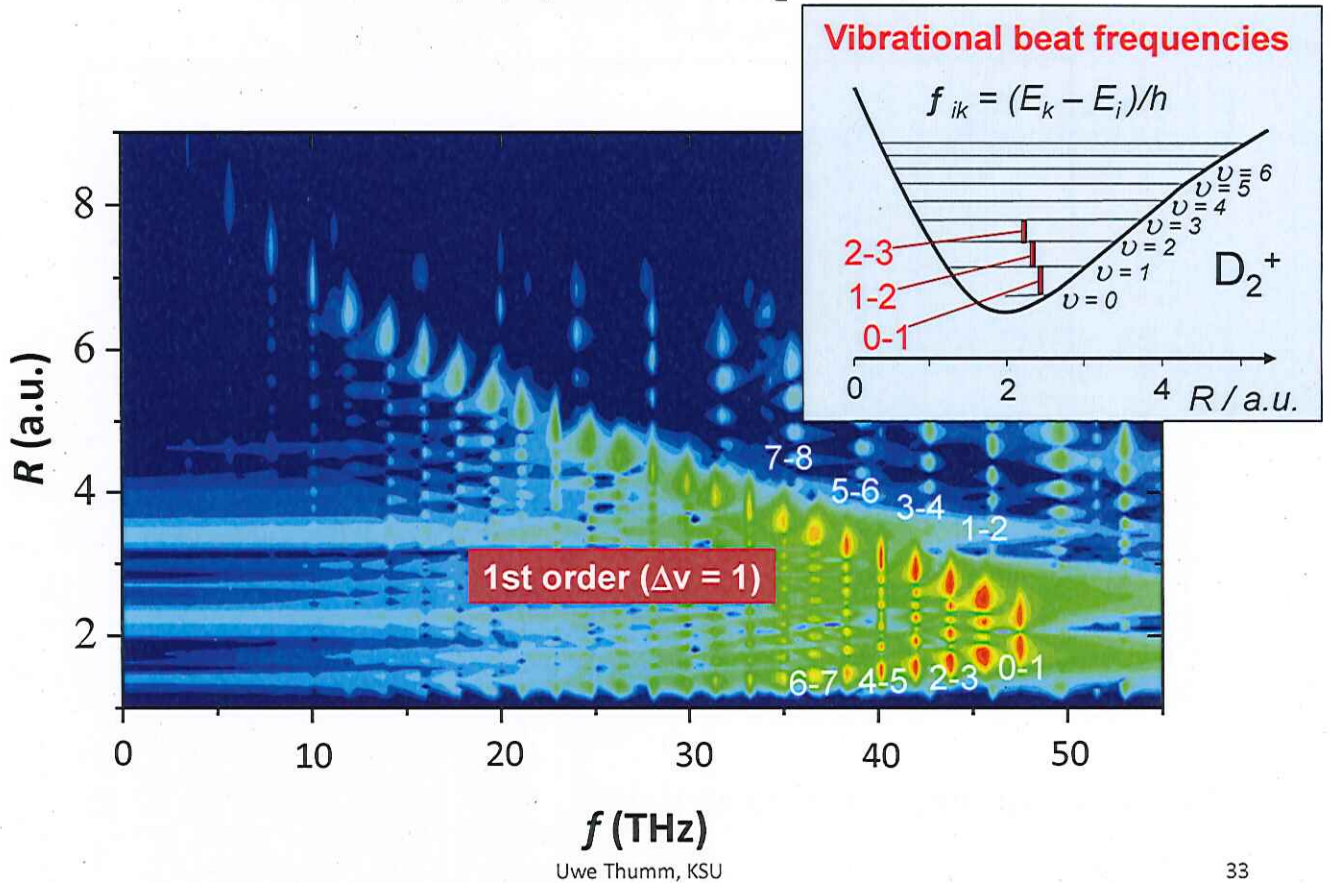 Vibrational beat frequencies
f ik = (Ek – Ei)/h
υ = 6
υ = 5
υ = 4
υ = 3
υ = 2
υ = 1
υ = 0
2-3
1-2
0-1
D2+
0 2 4
R / a.u.
8
6
4
2
R (a.u.)
7-8
5-6
3-4
1-2
1st order (Δv = 1)
6-7 4-5 2-3 0-1
0 10 20 30 40 50
f (THz)
Uwe Thumm, KSU
33